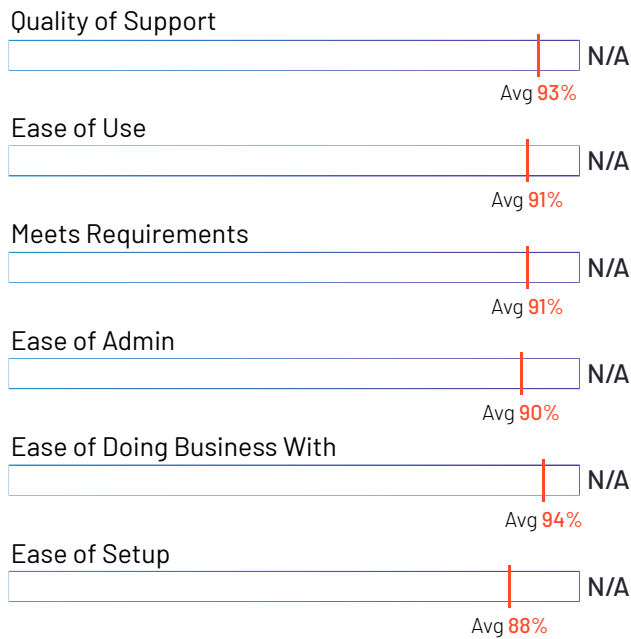 Quality of Support
N/A
Avg 93%
Ease of Use
N/A
Avg 91%
Meets Requirements
N/A
Avg 91%
Ease of Admin
N/A
Avg 90%
Ease of Doing Business With
N/A
Avg 94%
Ease of Setup
N/A
Avg 88%